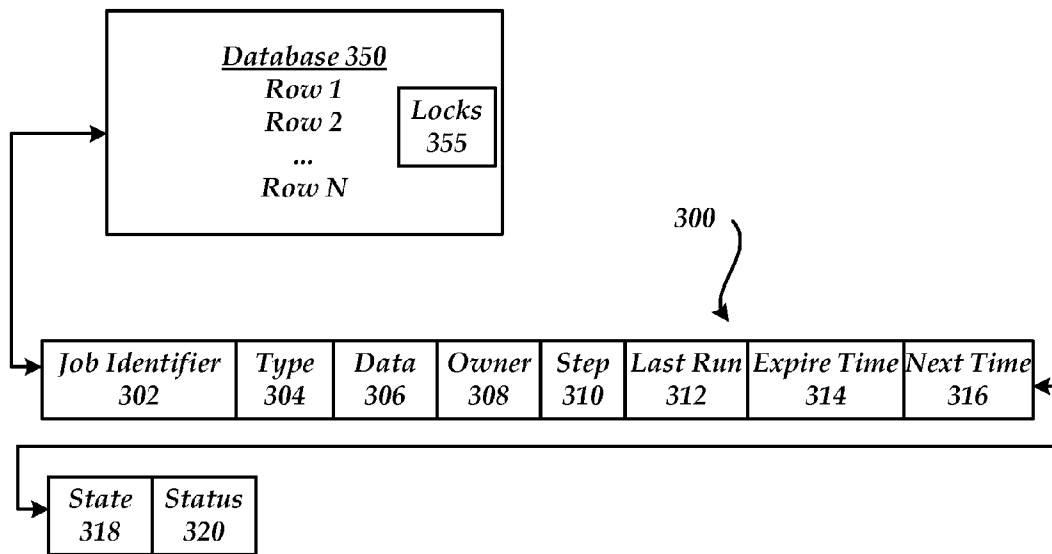 Database 350
Row 1
Row 2
...
Row N
Locks
355
300
Job Identifier
302
Type
304
Data
306
Owner
308
Step
310
Last Run
312
Expire Time
314
Next Time
316
State
318
Status
320